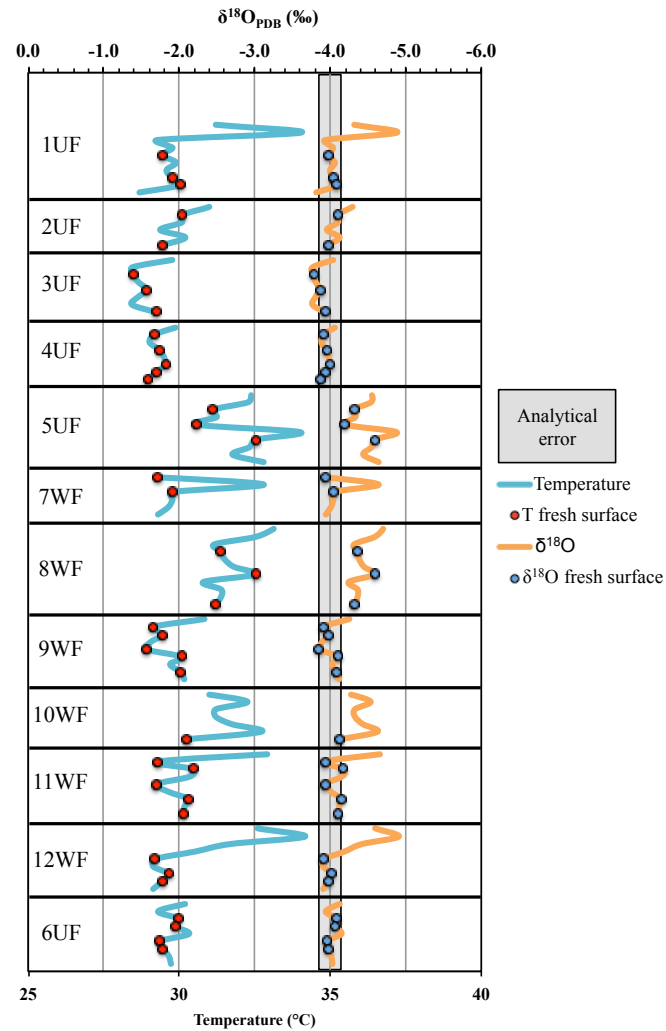 δ18OPDB (‰)
0.0 -1.0 -2.0 -3.0 -4.0 -5.0 -6.0
1UF
2UF
3UF
4UF
5UF
7WF
8WF
9WF
10WF
11WF
12WF
6UF
25 30 35 40
Temperature (°C)
Analytical
error
Temperature
T fresh surface
δ18O
δ18O fresh surface